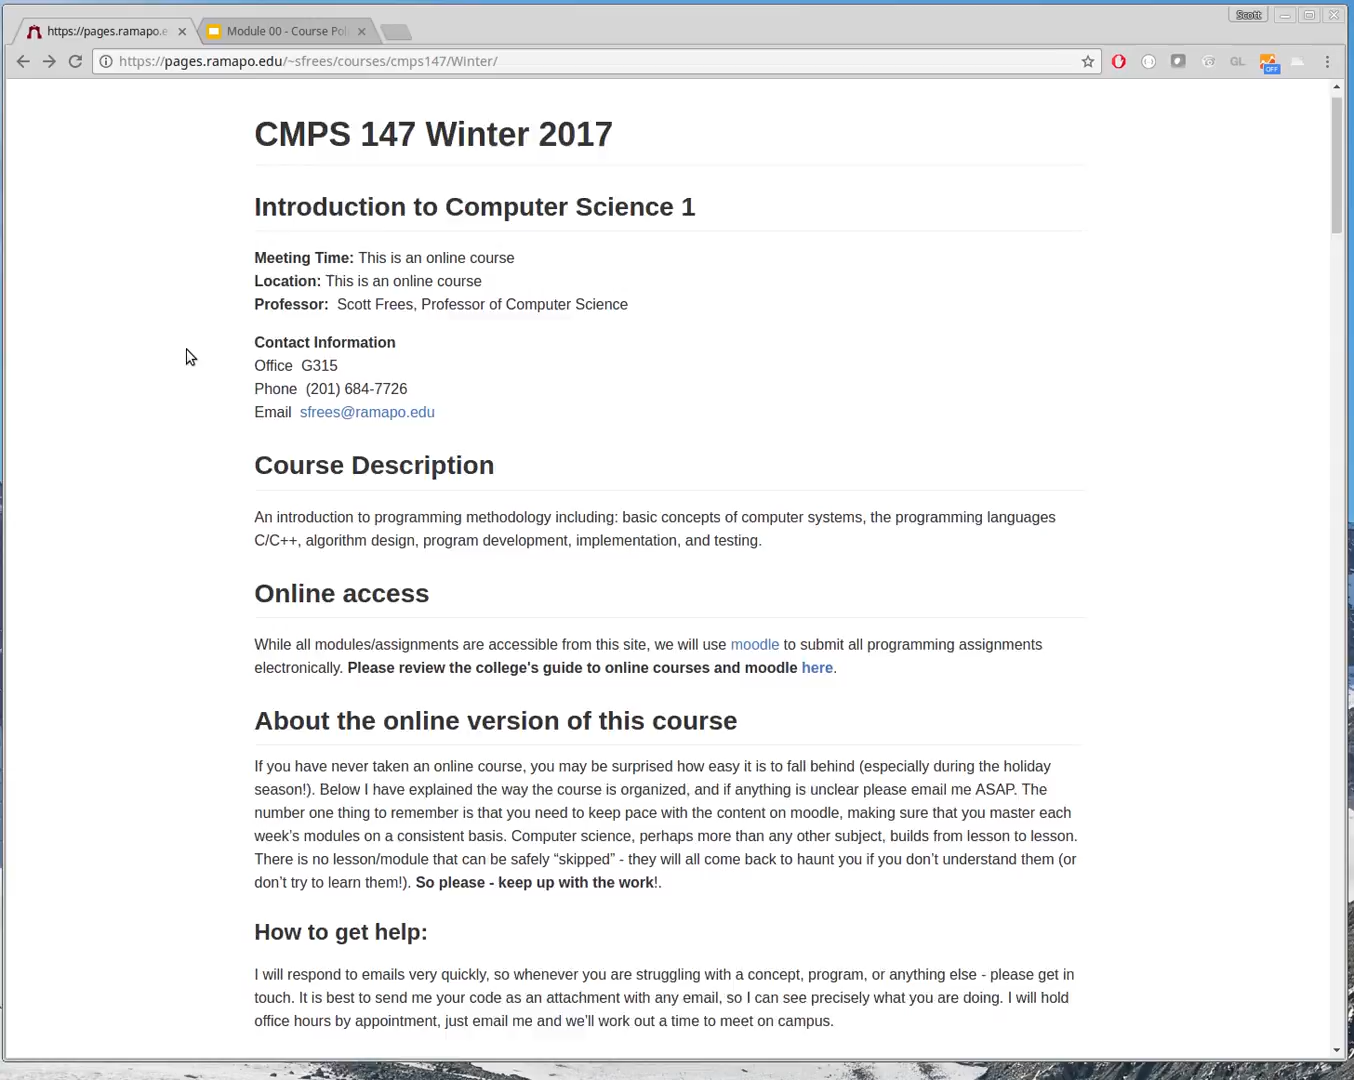 Scott
https://pages.ramapo.e
Module 00 - Course Pol
https://pages.ramapo.edu/~sfrees/courses/cmps147/Winter/
GL
OFF
CMPS 147 Winter 2017
Introduction to Computer Science 1
Meeting Time: This is an online course
Location: This is an online course
Professor: Scott Frees, Professor of Computer Science
Contact Information
Office G315
Phone (201) 684-7726
Email sfrees@ramapo.edu
Course Description
An introduction to programming methodology including: basic concepts of computer systems, the programming languages
C/C++, algorithm design, program development, implementation, and testing.
Online access
While all modules/assignments are accessible from this site, we will use moodle to submit all programming assignments
electronically. Please review the college's guide to online courses and moodle here.
About the online version of this course
If you have never taken an online course, you may be surprised how easy it is to fall behind (especially during the holiday
season!). Below I have explained the way the course is organized, and if anything is unclear please email me ASAP. The
number one thing to remember is that you need to keep pace with the content on moodle, making sure that you master each
week’s modules on a consistent basis. Computer science, perhaps more than any other subject, builds from lesson to lesson.
There is no lesson/module that can be safely “skipped” - they will all come back to haunt you if you don’t understand them (or
don’t try to learn them!). So please - keep up with the work!.
How to get help:
I will respond to emails very quickly, so whenever you are struggling with a concept, program, or anything else - please get in
touch. It is best to send me your code as an attachment with any email, so I can see precisely what you are doing. I will hold
office hours by appointment, just email me and we’ll work out a time to meet on campus.